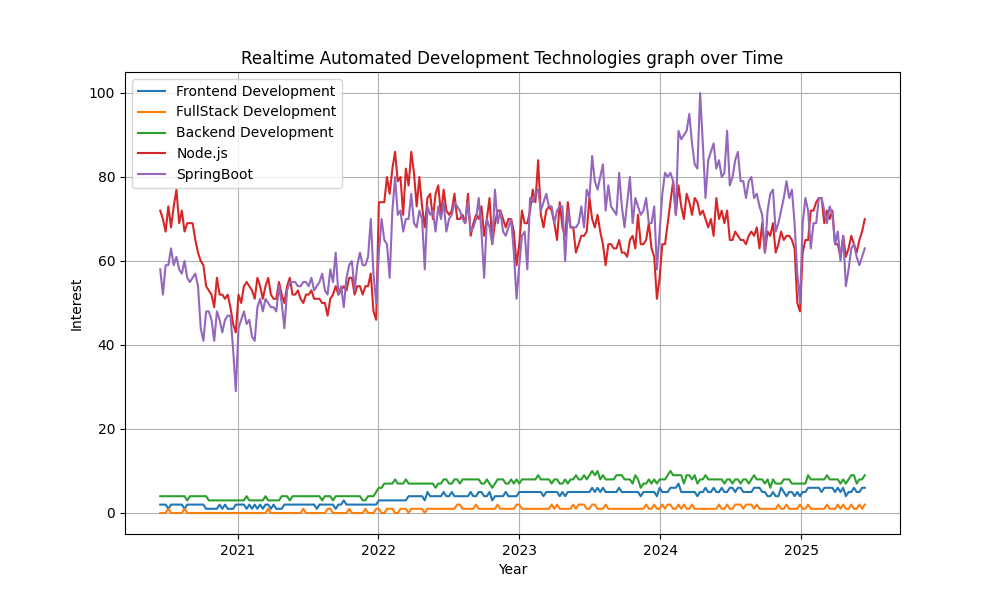 Realtime Automated Development Technologies graph over Time
100
80
60
40
20
0
Interest
Frontend Development
FullStack Development
Backend Development
Node.js
SpringBoot
2021
2022
2023
2024
2025
Year